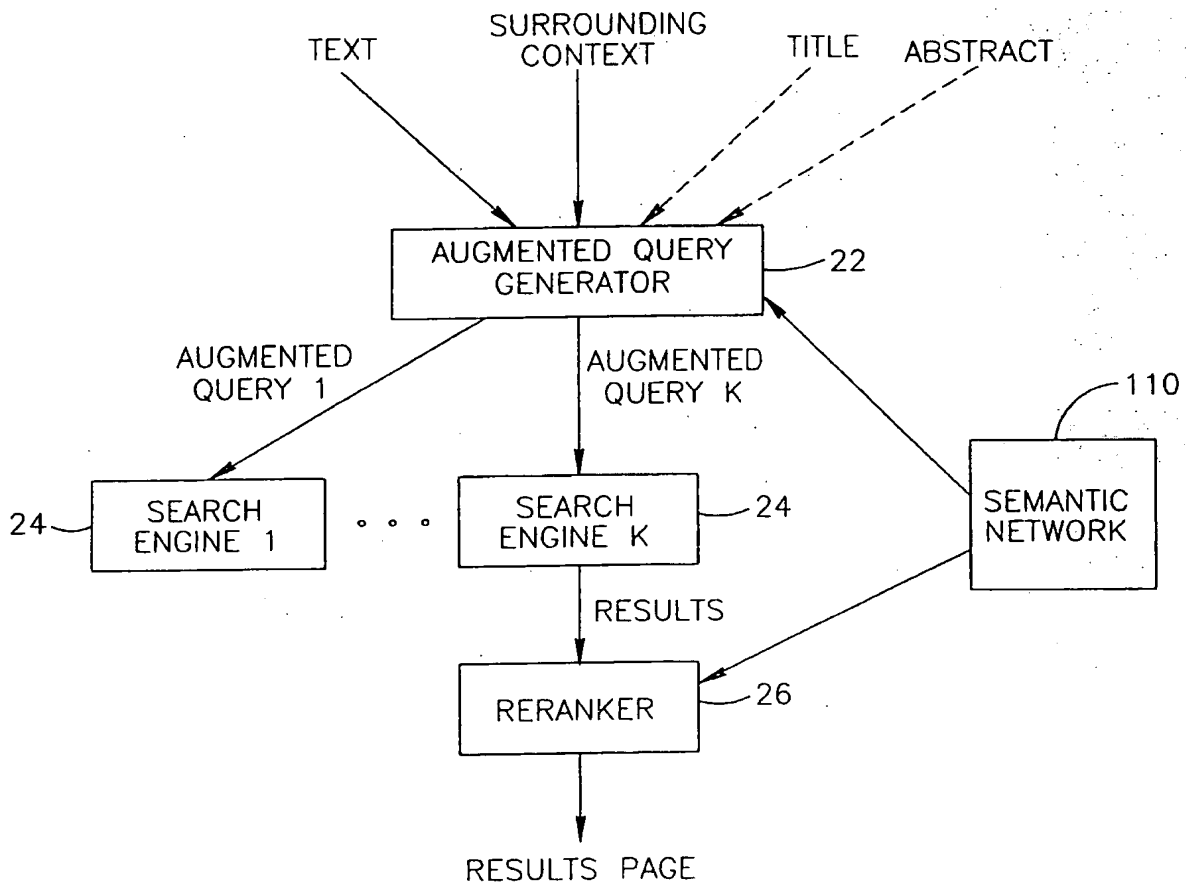 TEXT
SURROUNDING
CONTEXT
TITLE
ABSTRACT
AUGMENTED QUERY
GENERATOR
22
AUGMENTED
QUERY 1
AUGMENTED
QUERY K
110
24
SEARCH
ENGINE 1
SEARCH
ENGINE K
24
SEMANTIC
NETWORK
RESULTS
RERANKER
26
RESULTS PAGE